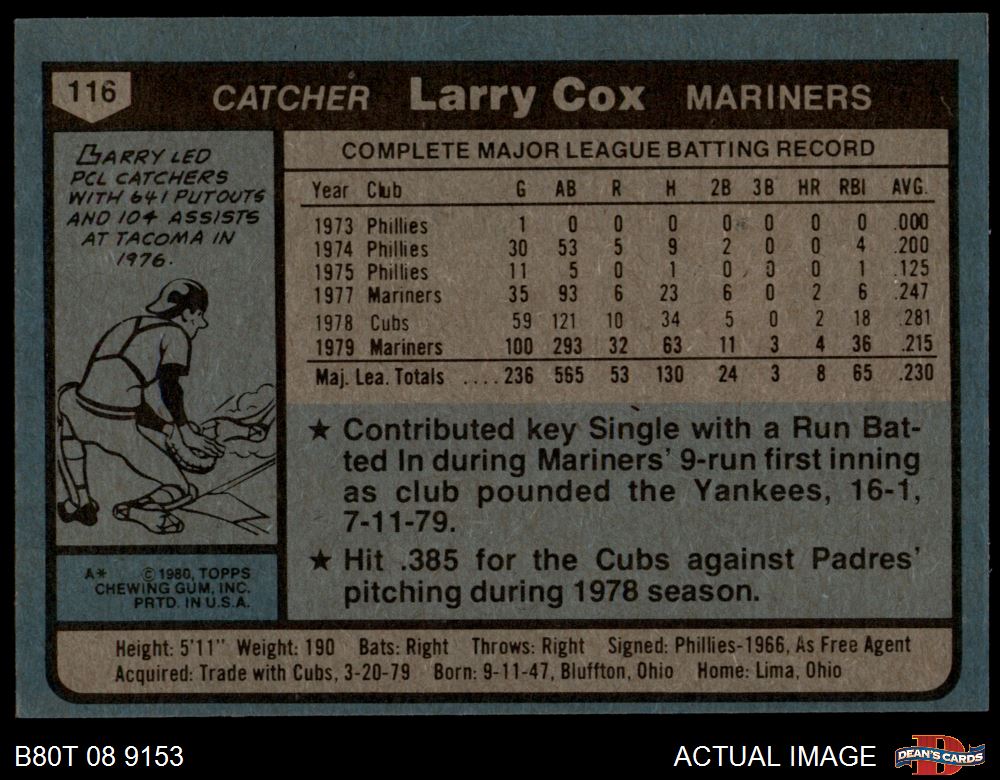 116 CATCHER Larry Cox MARINERS
BARRY LED
PCL CATCHERS
WITH 641 PUTOUTS
AND 104 ASSISTS
AT TACOMA IN
1976.
COMPLETE MAJOR LEAGUE BATTING RECORD
Year Club G AB R H 2B 3B HR RBI AVG.
1973 Phillies 1 0 0 0 0 0 0 0 .000
1974 Phillies 30 53 5 9 2 0 0 4 .200
1975 Phillies 11 5 0 1 0 0 0 1 .125
1977 Mariners 35 93 6 23 6 0 2 6 .247
1978 Cubs 59 121 10 34 5 0 2 18 .281
1979 Mariners 100 293 32 63 11 3 4 36 .215
Maj. Lea. Totals ....236 565 53 130 24 3 8 65 .230
★ Contributed key Single with a Run Bat-
ted In during Mariners' 9-run first inning
as club pounded the Yankees, 16-1,
7-11-79.
★ Hit .385 for the Cubs against Padres'
pitching during 1978 season.
A* © 1980, TOPPS
CHEWING GUM, INC.
PRTD. IN U.S.A.
Height: 5'11" Weight: 190 Bats: Right Throws: Right Signed: Phillies-1966, As Free Agent
Acquired: Trade with Cubs, 3-20-79 Born: 9-11-47, Bluffton, Ohio Home: Lima, Ohio
B80T 08 9153 ACTUAL IMAGE
D
DEAN'S CARDS